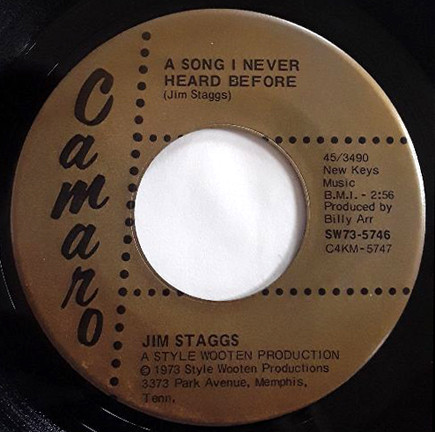 A SONG I NEVER
HEARD BEFORE
(Jim Staggs)
Camaro
45/3490
New Keys
Music
B.M.I. - 2:56
Produced by
Billy Arr
SW73-5746
C4KM-5747
JIM STAGGS
A STYLE WOOTEN PRODUCTION
© 1973 Style Wooten Productions
3373 Park Avenue, Memphis,
Tenn.